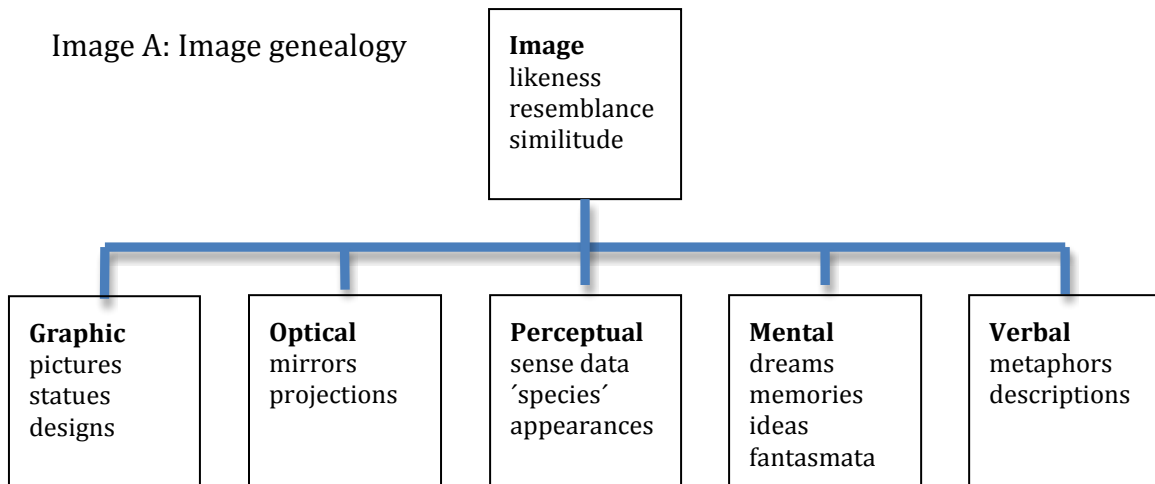 Image A: Image genealogy
Image
likeness
resemblance
similitude
Graphic
pictures
statues
designs
Optical
mirrors
projections
Perceptual
sense data
´species´
appearances
Mental
dreams
memories
ideas
fantasmata
Verbal
metaphors
descriptions